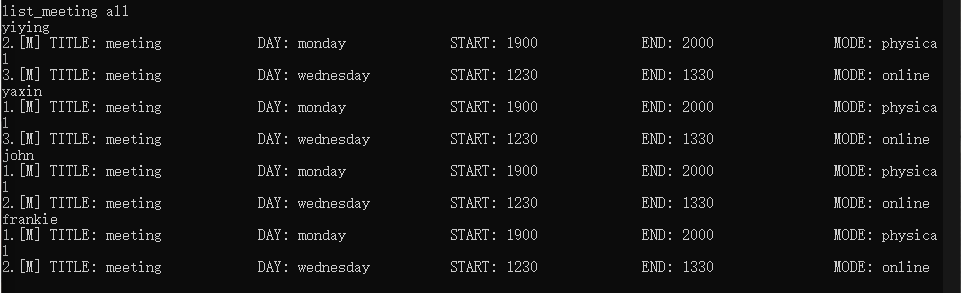 list_meeting all
yiying
2.[M] TITLE: meeting DAY: monday START: 1900 END: 2000 MODE: physica
l
3.[M] TITLE: meeting DAY: wednesday START: 1230 END: 1330 MODE: online
yaxin
1.[M] TITLE: meeting DAY: monday START: 1900 END: 2000 MODE: physica
l
3.[M] TITLE: meeting DAY: wednesday START: 1230 END: 1330 MODE: online
john
1.[M] TITLE: meeting DAY: monday START: 1900 END: 2000 MODE: physica
l
2.[M] TITLE: meeting DAY: wednesday START: 1230 END: 1330 MODE: online
frankie
1.[M] TITLE: meeting DAY: monday START: 1900 END: 2000 MODE: physica
l
2.[M] TITLE: meeting DAY: wednesday START: 1230 END: 1330 MODE: online